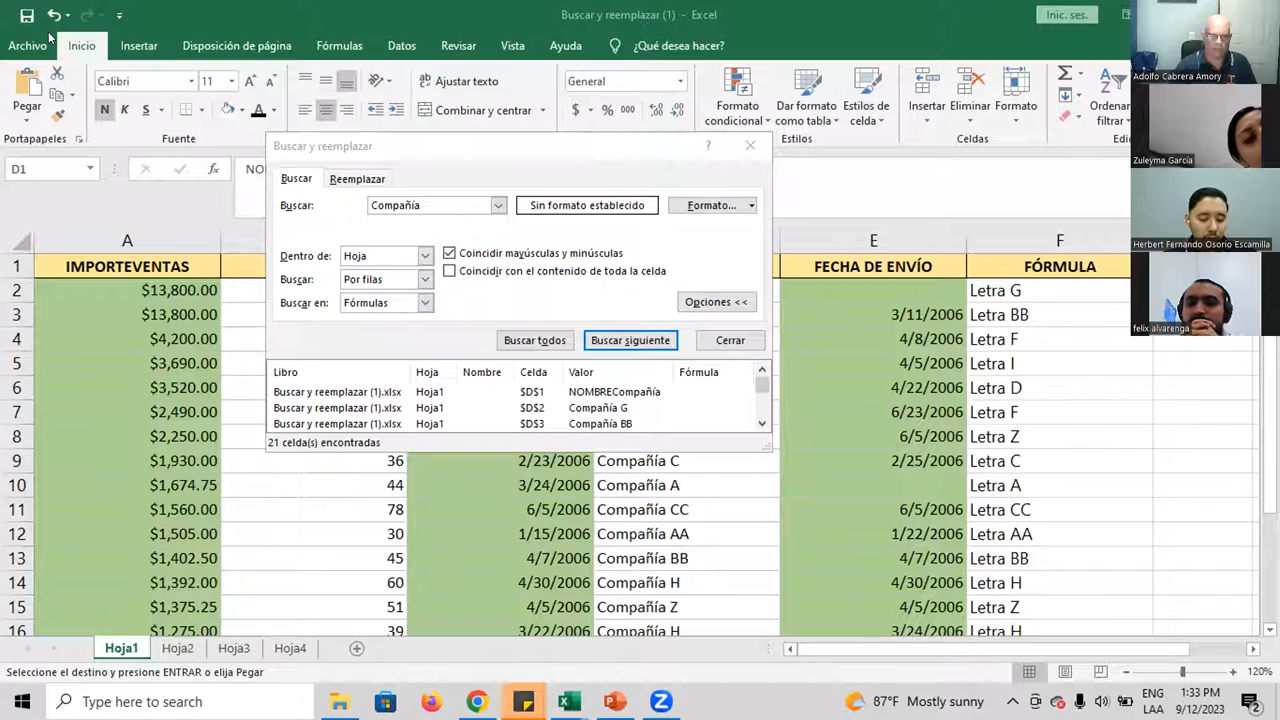 Buscar y reemplazar (1) - Excel
Inic. ses.
Archivo Inicio Insertar Disposición de página Fórmulas Datos Revisar Vista Ayuda ¿Qué desea hacer?
Pegar
Calibri 11
Ajustar texto
General
N K S
Combinar y centrar
$ % 000
Formato condicional
Dar formato como tabla
Estilos de celda
Insertar
Eliminar
Formato
Ordenar
filtrar
Portapapeles Fuente Estilos Celdas
Adolfo Cabrera Amory
Zuleyma García
Herbert Fernando Osorio Escamilla
felix alvarenga
D1 fx
Buscar y reemplazar ?
Buscar Reemplazar
Buscar: Compañía Sin formato establecido Formato...
Dentro de: Hoja Coincidir mayúsculas y minúsculas
Coincidir con el contenido de toda la celda
Buscar: Por filas
Buscar en: Fórmulas Opciones <<
Buscar todos Buscar siguiente Cerrar
Libro Hoja Nombre Celda Valor Fórmula
Buscar y reemplazar (1).xlsx Hoja1 $D$1 NOMBRECompañía
Buscar y reemplazar (1).xlsx Hoja1 $D$2 Compañía G
Buscar y reemplazar (1).xlsx Hoja1 $D$3 Compañía BB
21 celda(s) encontradas
A E F
1 IMPORTEVENTAS FECHA DE ENVÍO FÓRMULA
2 $13,800.00 Letra G
3 $13,800.00 3/11/2006 Letra BB
4 $4,200.00 4/8/2006 Letra F
5 $3,690.00 4/5/2006 Letra I
6 $3,520.00 4/22/2006 Letra D
7 $2,490.00 6/23/2006 Letra F
8 $2,250.00 6/5/2006 Letra Z
9 $1,930.00 36 2/23/2006 Compañía C 2/25/2006 Letra C
10 $1,674.75 44 3/24/2006 Compañía A Letra A
11 $1,560.00 78 6/5/2006 Compañía CC 6/5/2006 Letra CC
12 $1,505.00 30 1/15/2006 Compañía AA 1/22/2006 Letra AA
13 $1,402.50 45 4/7/2006 Compañía BB 4/7/2006 Letra BB
14 $1,392.00 60 4/30/2006 Compañía H 4/30/2006 Letra H
15 $1,375.25 51 4/5/2006 Compañía Z 4/5/2006 Letra Z
16 $1,275.00 39 3/22/2006 Compañía H 3/24/2006 Letra H
Hoja1 Hoja2 Hoja3 Hoja4
Seleccione el destino y presione ENTRAR o elija Pegar
120%
Type here to search
87°F Mostly sunny
ENG
LAA
1:33 PM
9/12/2023
2